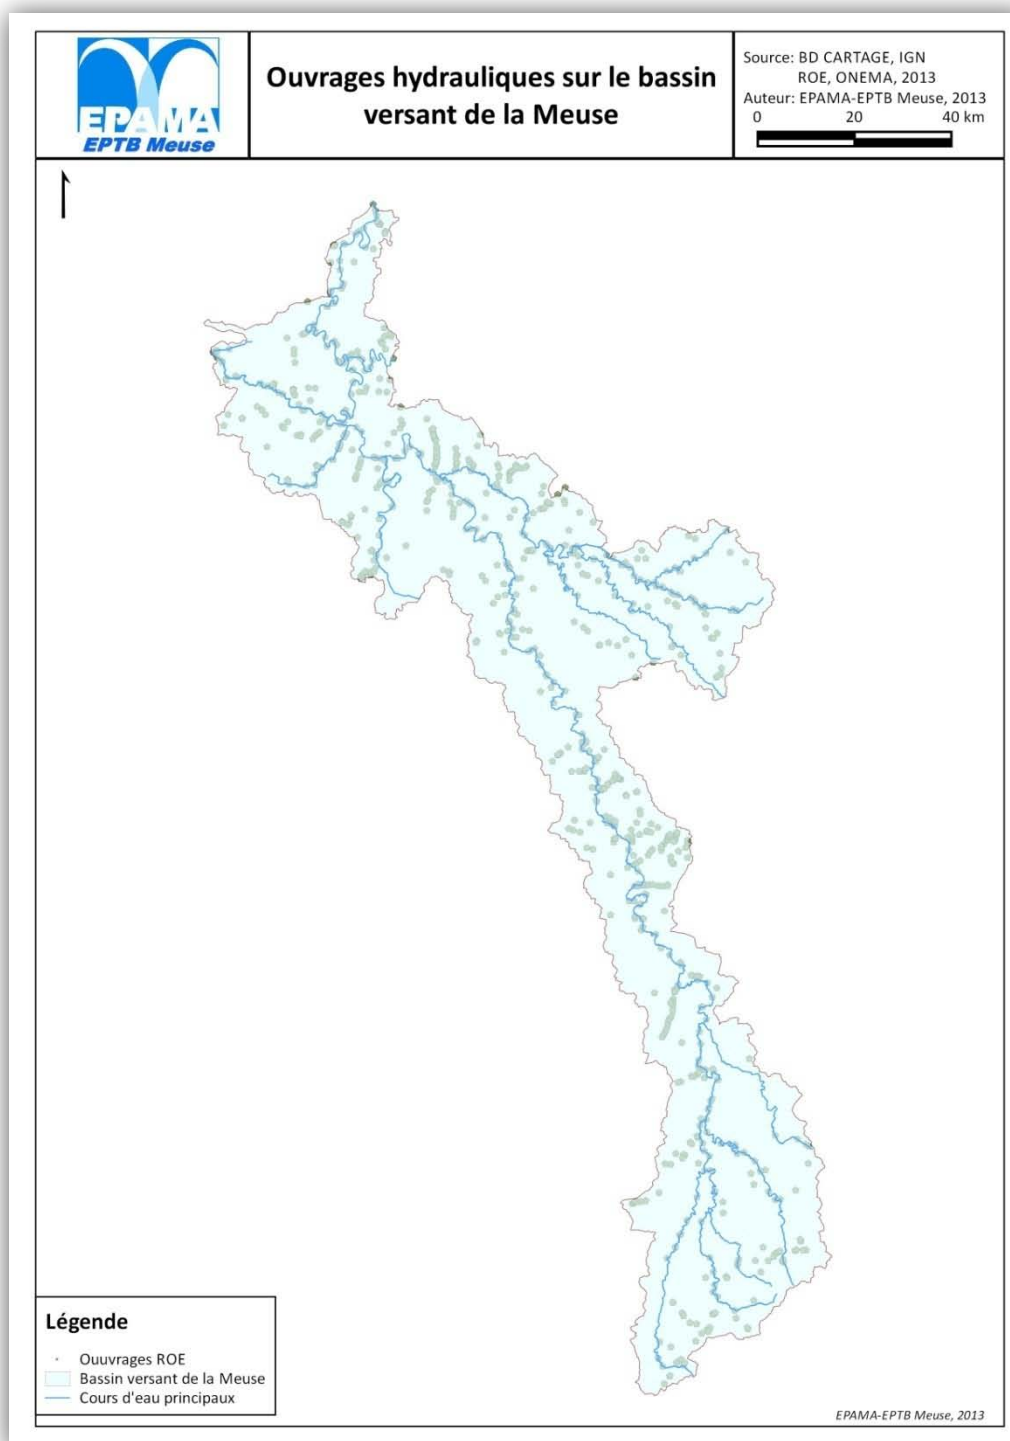 EPAMA
EPTB Meuse
Ouvrages hydrauliques sur le bassin
versant de la Meuse
Source: BD CARTAGE, IGN
ROE, ONEMA, 2013
Auteur: EPAMA-EPTB Meuse, 2013
0 20 40 km
Légende
Ouuvrages ROE
Bassin versant de la Meuse
Cours d'eau principaux
EPAMA-EPTB Meuse, 2013